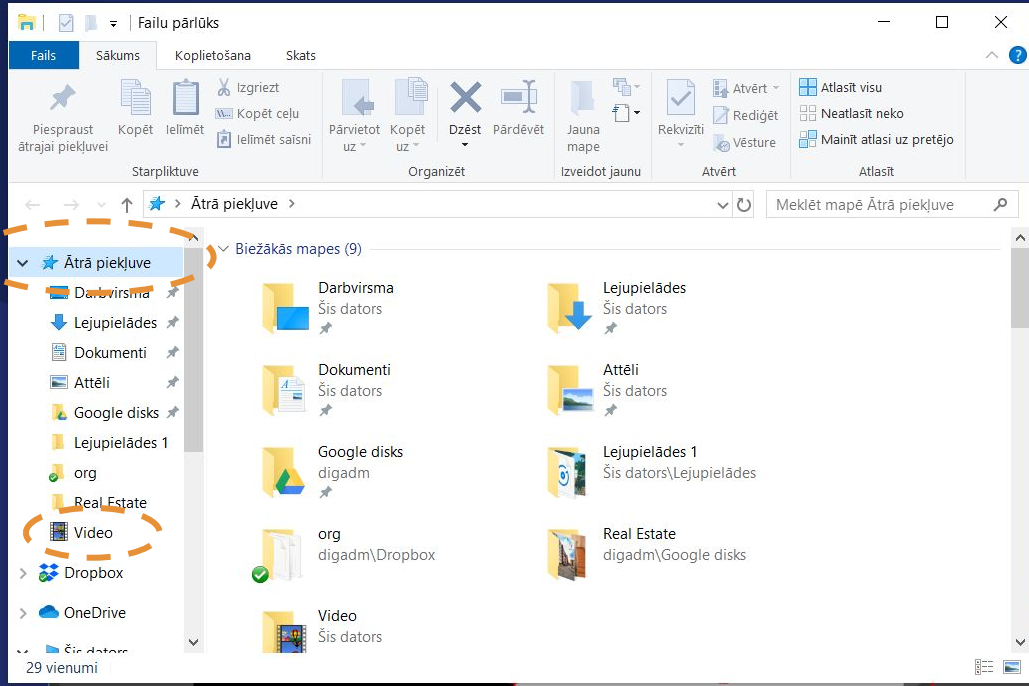 Failu pārlūks
Fails Sākums Koplietošana Skats
Piespraust ātrajai piekļuvei
Kopēt
Ielīmēt
Izgriezt
Kopēt ceļu
Ielīmēt saīsni
Starpliktuve
Pārvietot uz
Kopēt uz
Dzēst
Pārdēvēt
Organizēt
Jauna mape
Izveidot jaunu
Rekvizīti
Atvērt
Rediģēt
Vēsture
Atvērt
Atlasīt visu
Neatlasīt neko
Mainīt atlasi uz pretējo
Atlasīt
Ātrā piekļuve
Meklēt mapē Ātrā piekļuve
Ātrā piekļuve
Darbvirsma
Lejupielādes
Dokumenti
Attēli
Google disks
Lejupielādes 1
org
Real Estate
Video
Dropbox
OneDrive
Šis dators
Biežākās mapes (9)
Darbvirsma
Šis dators
Lejupielādes
Šis dators
Dokumenti
Šis dators
Attēli
Šis dators
Google disks
digadm
Lejupielādes 1
Šis dators\Lejupielādes
org
digadm\Dropbox
Real Estate
digadm\Google disks
Video
Šis dators
29 vienumi